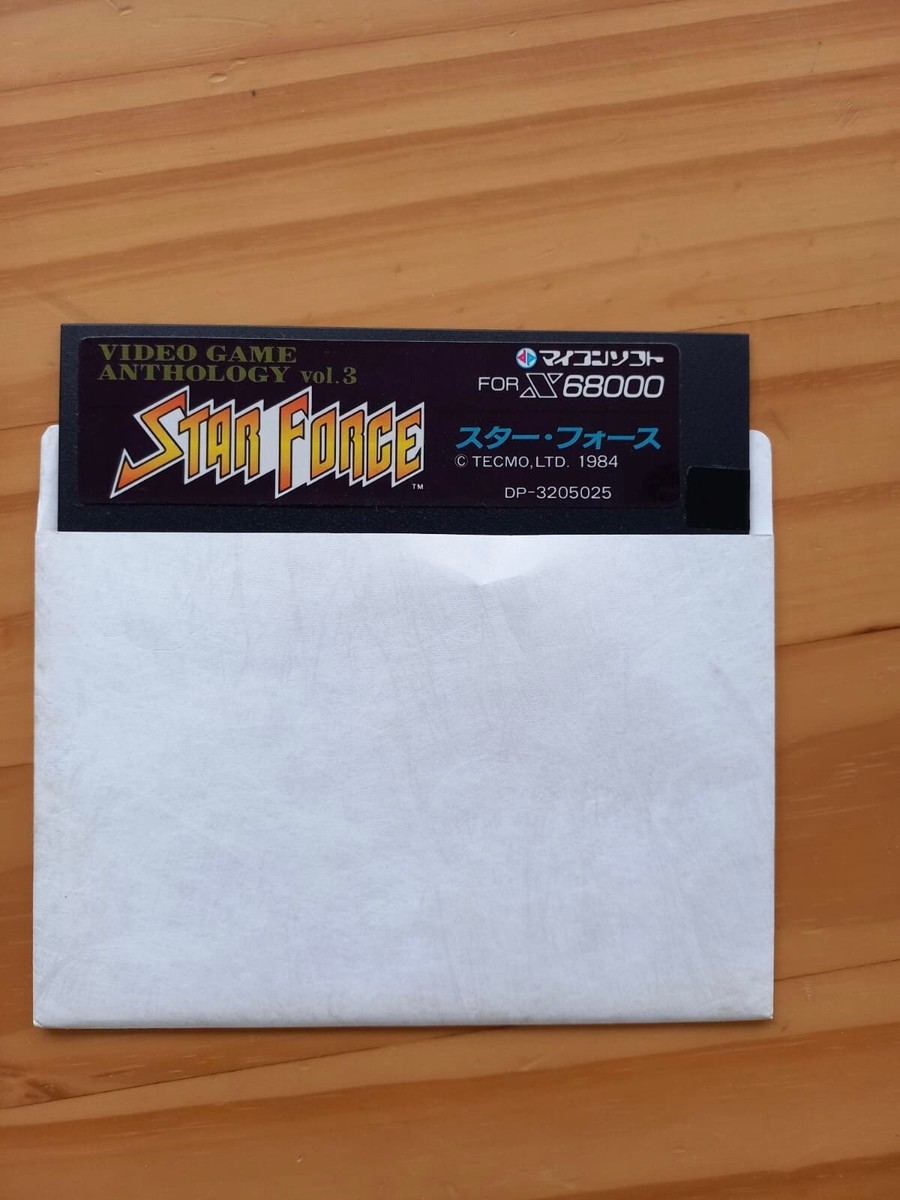 VIDEO GAME
ANTHOLOGY vol.3
STAR FORCE
TM
マイコンソフト
FOR X68000
スター・フォース
© TECMO,LTD. 1984
DP-3205025